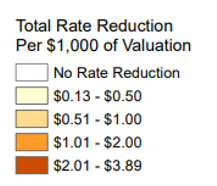 Total Rate Reduction
Per $1,000 of Valuation
No Rate Reduction
$0.13 - $0.50
$0.51 - $1.00
$1.01 - $2.00
$2.01 - $3.89